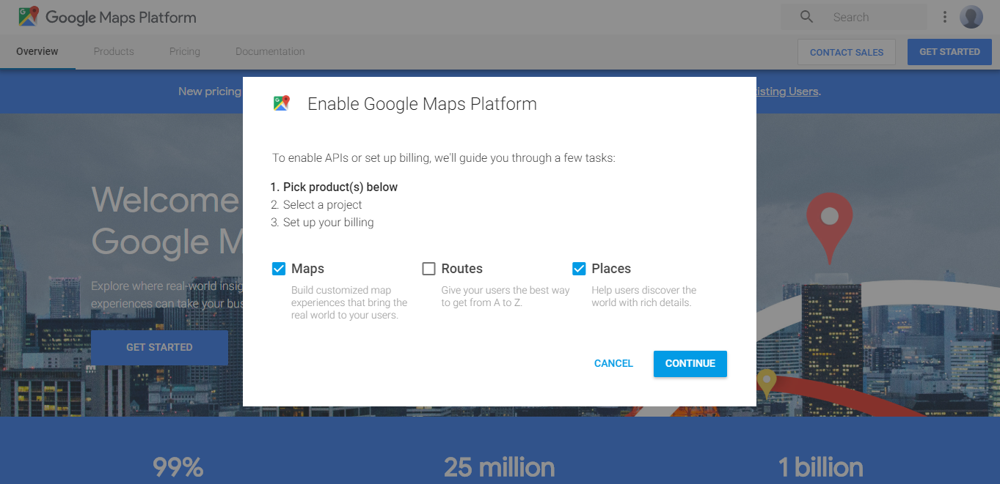 Google Maps Platform
Search
Overview Products Pricing Documentation
CONTACT SALES GET STARTED
New pricing
isting Users.
Welcome
Google M
Explore where real-world insig
experiences can take your bus
GET STARTED
Enable Google Maps Platform
To enable APIs or set up billing, we'll guide you through a few tasks:
1. Pick product(s) below
2. Select a project
3. Set up your billing
Maps
Build customized map
experiences that bring the
real world to your users.
Routes
Give your users the best way
to get from A to Z.
Places
Help users discover the
world with rich details.
CANCEL CONTINUE
99% 25 million 1 billion